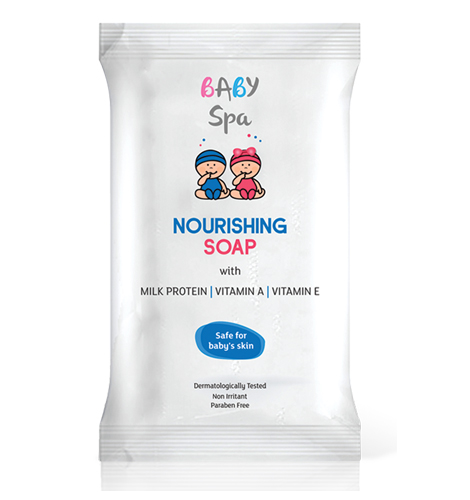 BABY
Spa
NOURISHING
SOAP
with
MILK PROTEIN | VITAMIN A | VITAMIN E
Safe for
baby's skin
Dermatologically Tested
Non Irritant
Paraben Free